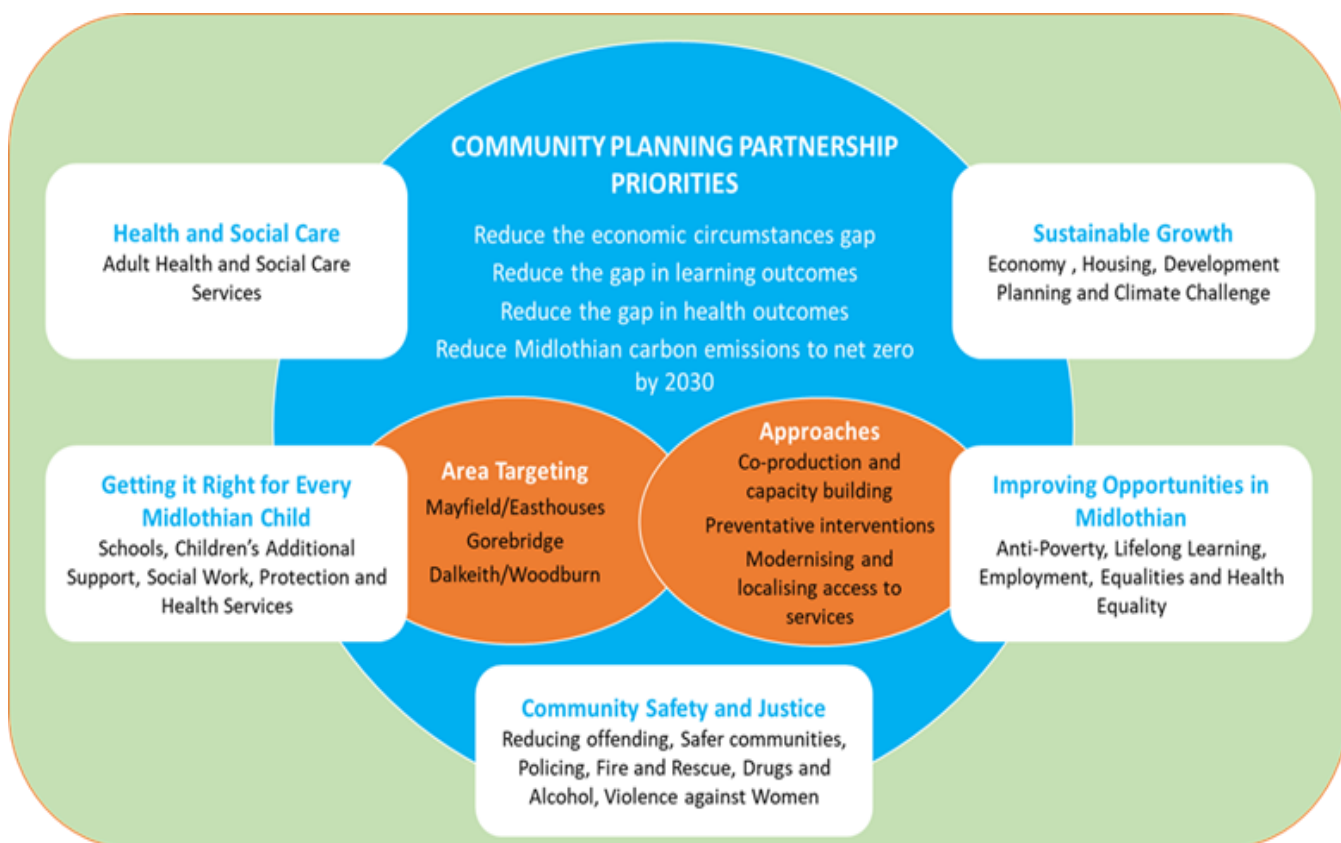 COMMUNITY PLANNING PARTNERSHIP
PRIORITIES
Reduce the economic circumstances gap
Reduce the gap in learning outcomes
Reduce the gap in health outcomes
Reduce Midlothian carbon emissions to net zero
by 2030
Health and Social Care
Adult Health and Social Care
Services
Sustainable Growth
Economy , Housing, Development
Planning and Climate Challenge
Getting it Right for Every
Midlothian Child
Schools, Children’s Additional
Support, Social Work, Protection and
Health Services
Area Targeting
Mayfield/Easthouses
Gorebridge
Dalkeith/Woodburn
Approaches
Co-production and
capacity building
Preventative interventions
Modernising and
localising access to
services
Improving Opportunities in
Midlothian
Anti-Poverty, Lifelong Learning,
Employment, Equalities and Health
Equality
Community Safety and Justice
Reducing offending, Safer communities,
Policing, Fire and Rescue, Drugs and
Alcohol, Violence against Women